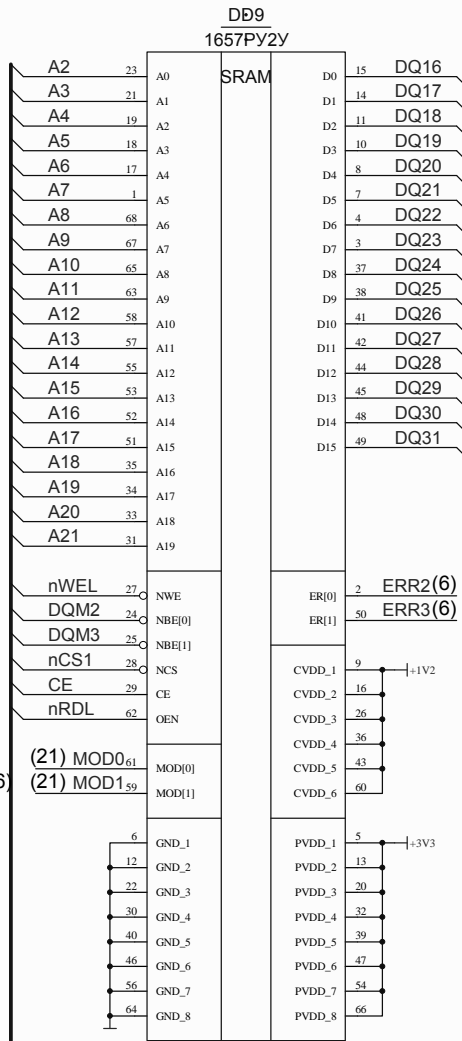 DD9
1657РУ2У
A2 23 A0 SRAM D0 15 DQ16
A3 21 A1 D1 14 DQ17
A4 19 A2 D2 11 DQ18
A5 18 A3 D3 10 DQ19
A6 17 A4 D4 8 DQ20
A7 1 A5 D5 7 DQ21
A8 68 A6 D6 4 DQ22
A9 67 A7 D7 3 DQ23
A10 65 A8 D8 37 DQ24
A11 63 A9 D9 38 DQ25
A12 58 A10 D10 41 DQ26
A13 57 A11 D11 42 DQ27
A14 55 A12 D12 44 DQ28
A15 53 A13 D13 45 DQ29
A16 52 A14 D14 48 DQ30
A17 51 A15 D15 49 DQ31
A18 35 A16
A19 34 A17
A20 33 A18
A21 31 A19
nWEL 27 NWE ER[0] 2 ERR2(6)
DQM2 24 NBE[0] ER[1] 50 ERR3(6)
DQM3 25 NBE[1]
nCS1 28 NCS CVDD_1 9 +1V2
CE 29 CE CVDD_2 16
nRDL 62 OEN CVDD_3 26
CVDD_4 36
(21) MOD0 61 MOD[0] CVDD_5 43
6) (21) MOD1 59 MOD[1] CVDD_6 60
6 GND_1 PVDD_1 5 +3V3
12 GND_2 PVDD_2 13
22 GND_3 PVDD_3 20
30 GND_4 PVDD_4 32
40 GND_5 PVDD_5 39
46 GND_6 PVDD_6 47
56 GND_7 PVDD_7 54
64 GND_8 PVDD_8 66